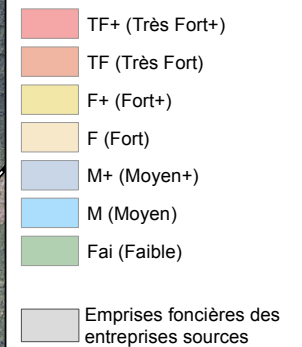 TF+ (Très Fort+)
TF (Très Fort)
F+ (Fort+)
F (Fort)
M+ (Moyen+)
M (Moyen)
Fai (Faible)
Emprises foncières des
entreprises sources